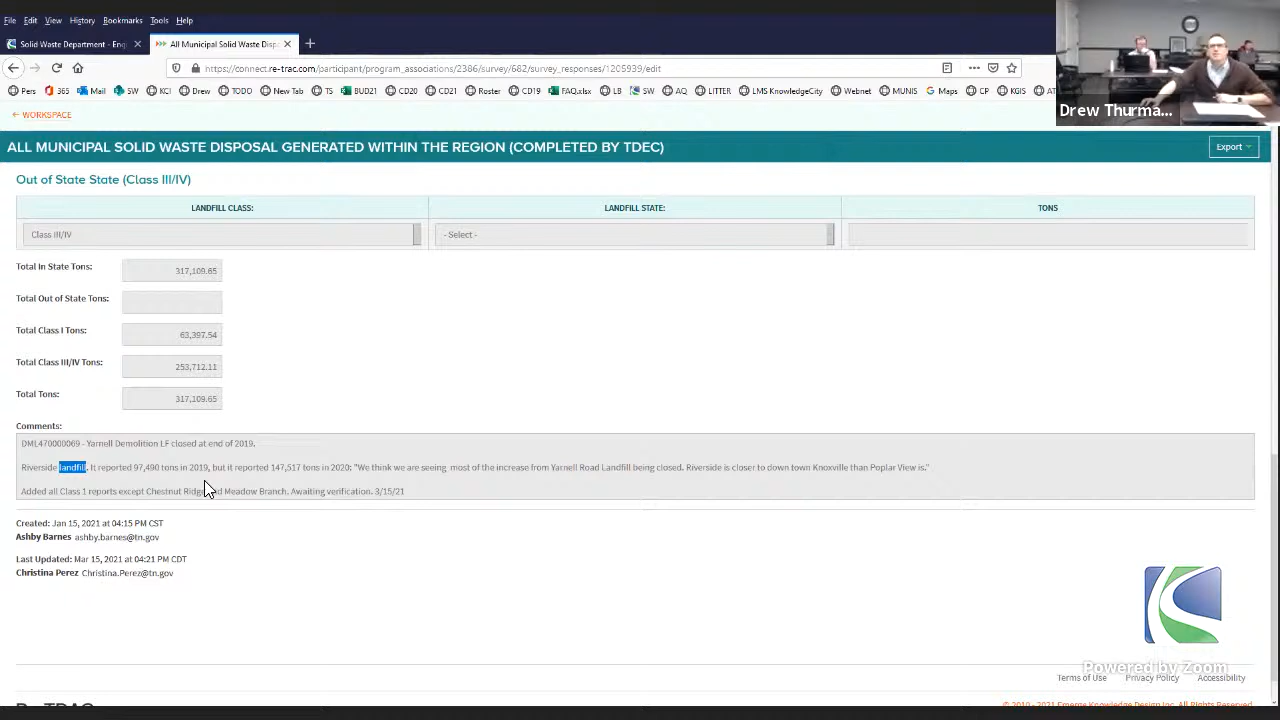 File Edit View History Bookmarks Tools Help
Solid Waste Department - Engi
All Municipal Solid Waste Disp
https://connect.re-trac.com/participant/program_associations/2396/survey/682/survey_responses/1205939/edit
Pers 365 Mail SW KCI Drew TODO New Tab TS BUD21 CD20 CD21 Roster CD19 FAQ.xlsx LB SW AQ LITTER LMS KnowledgeCity Webnet MUNIS Maps CP KGIS
Drew Thurma...
← WORKSPACE
ALL MUNICIPAL SOLID WASTE DISPOSAL GENERATED WITHIN THE REGION (COMPLETED BY TDEC)
Export
Out of State State (Class III/IV)
LANDFILL CLASS: LANDFILL STATE: TONS
Class III/IV - Select -
Total In State Tons: 317,109.65
Total Out of State Tons:
Total Class I Tons: 63,397.54
Total Class III/IV Tons: 253,712.11
Total Tons: 317,109.65
Comments:
DML470000069 - Yarnell Demolition LF closed at end of 2019.
Riverside landfill. It reported 97,490 tons in 2019, but it reported 147,517 tons in 2020: "We think we are seeing most of the increase from Yarnell Road Landfill being closed. Riverside is closer to down town Knoxville than Poplar View is."
Added all Class 1 reports except Chestnut Ridge and Meadow Branch. Awaiting verification. 3/15/21
Created: Jan 15, 2021 at 04:15 PM CST
Ashby Barnes ashby.barnes@tn.gov
Last Updated: Mar 15, 2021 at 04:21 PM CDT
Christina Perez Christina.Perez@tn.gov
Powered by Zoom
Terms of Use Privacy Policy Accessibility
© 2010 - 2021 Emerge Knowledge Design Inc. All Rights Reserved